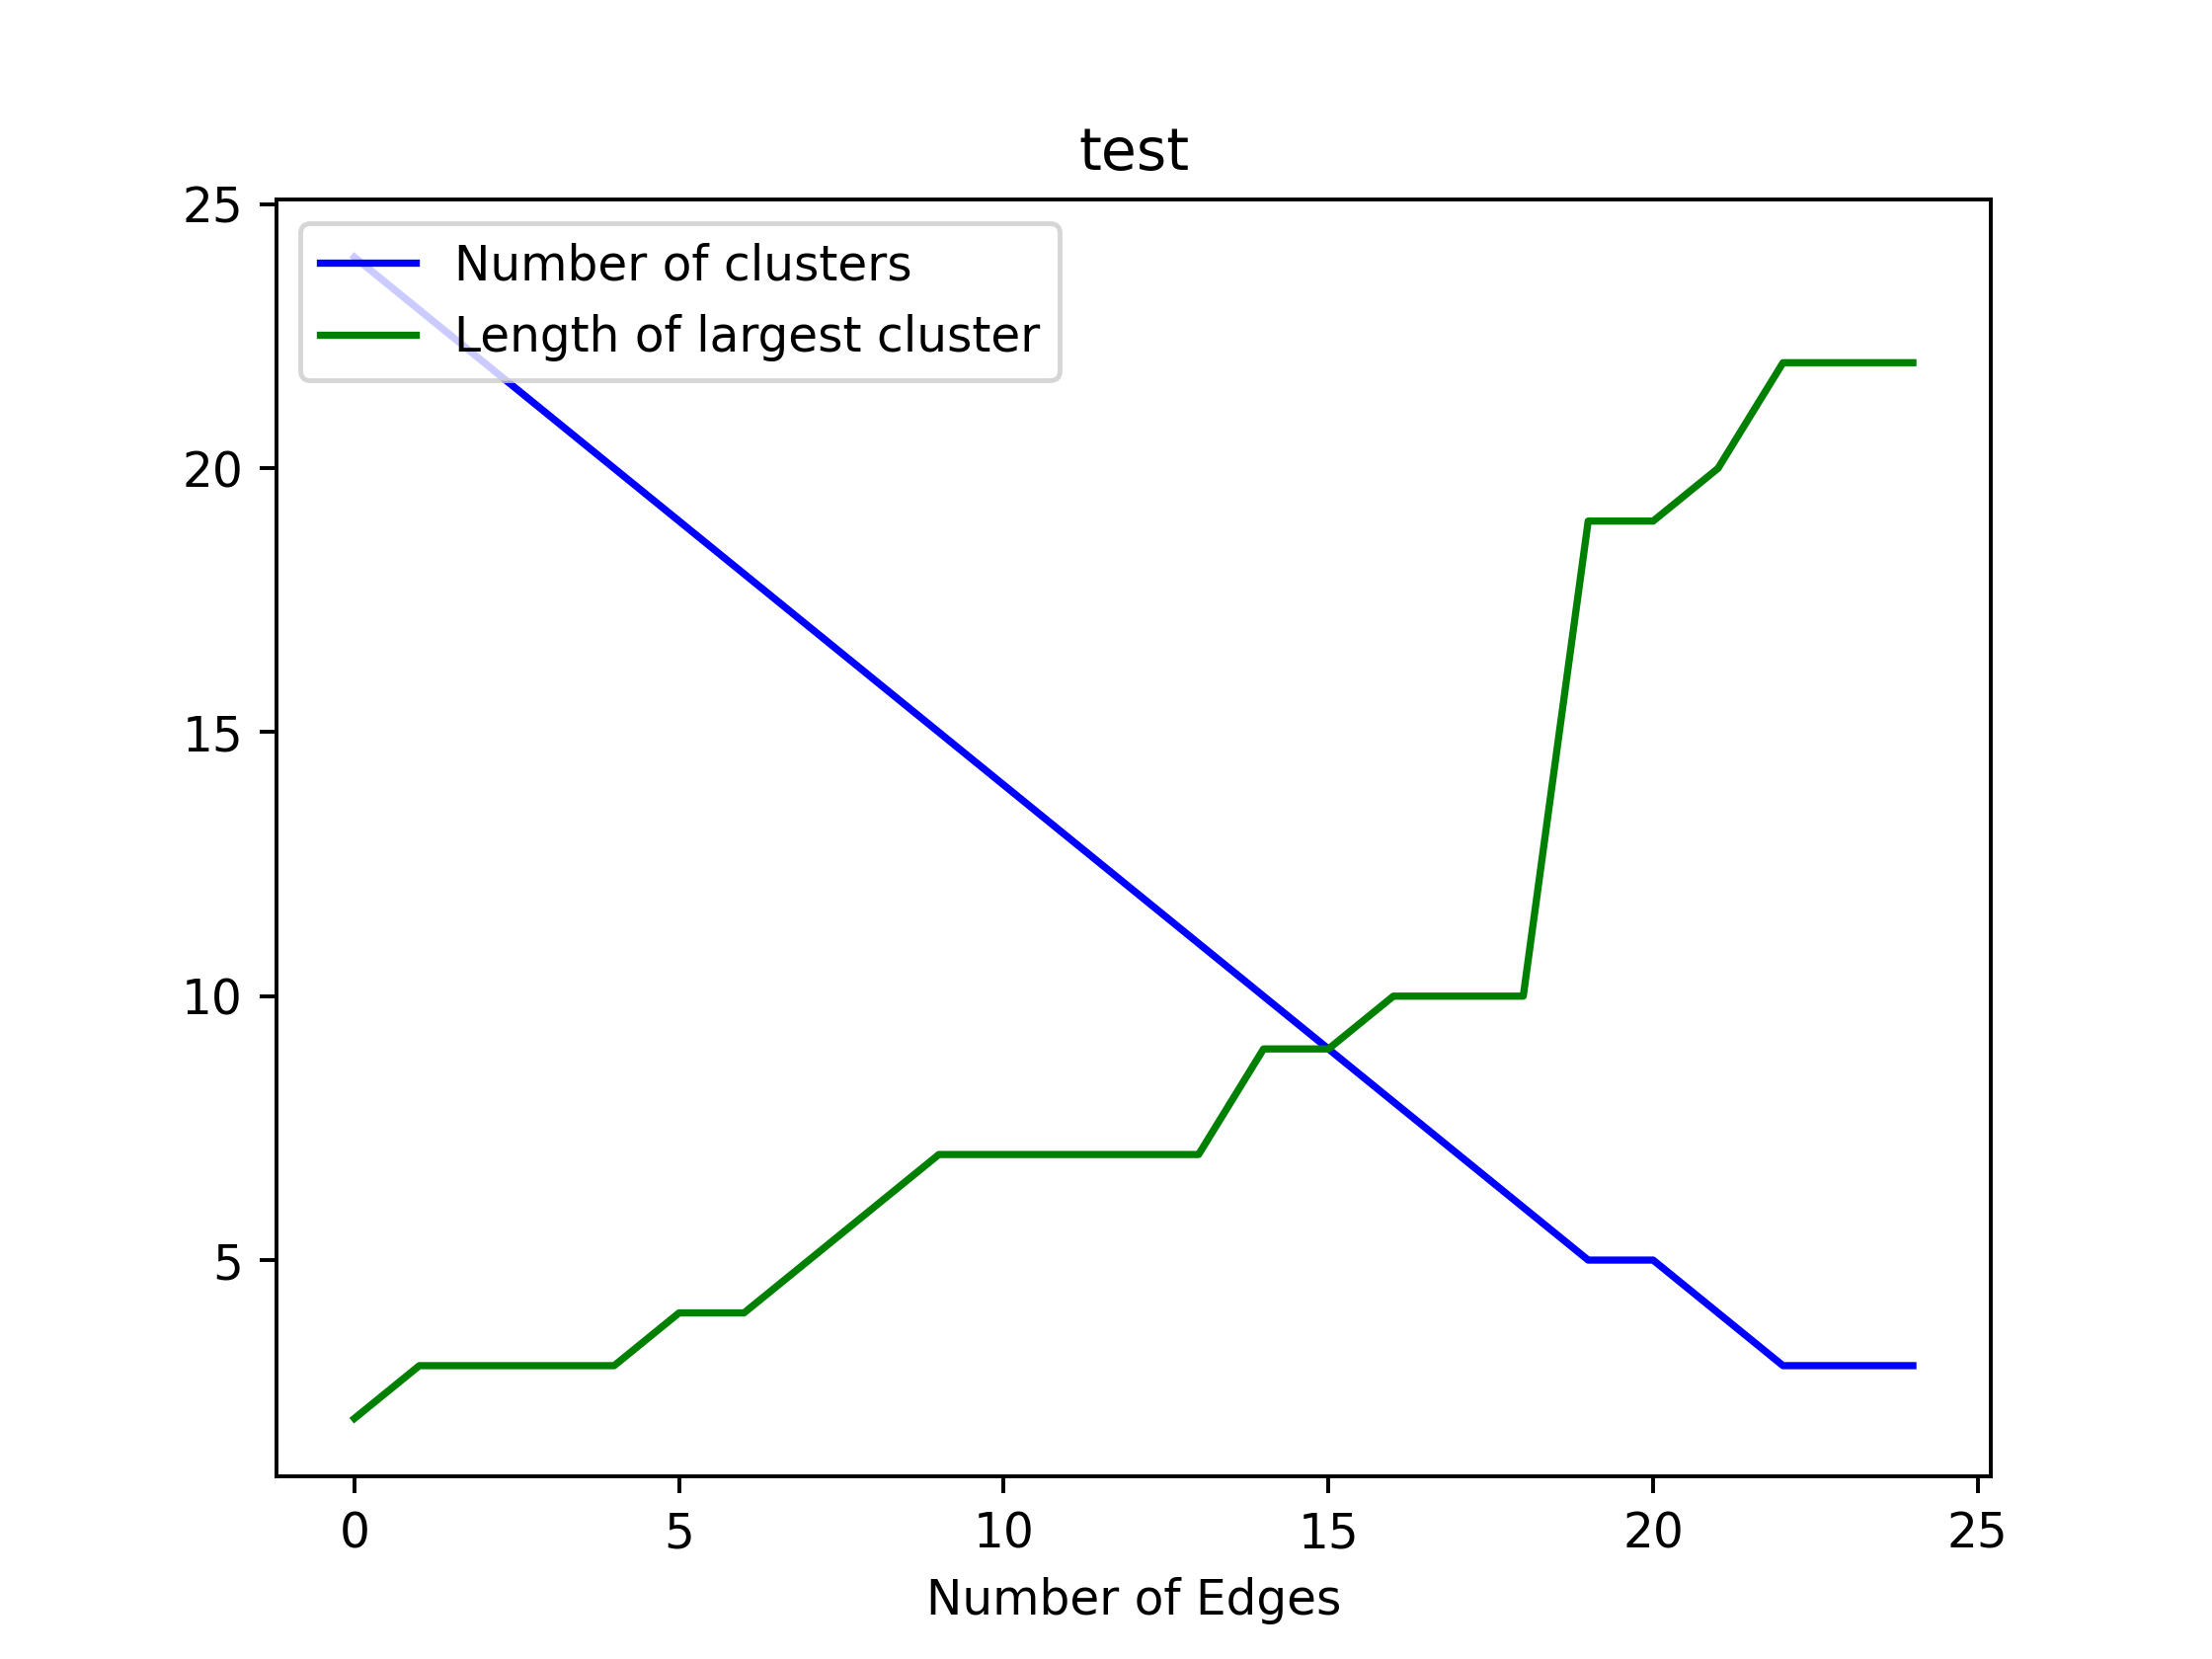 test
25
20
15
10
5
Number of clusters
Length of largest cluster
0 5 10 15 20 25
Number of Edges